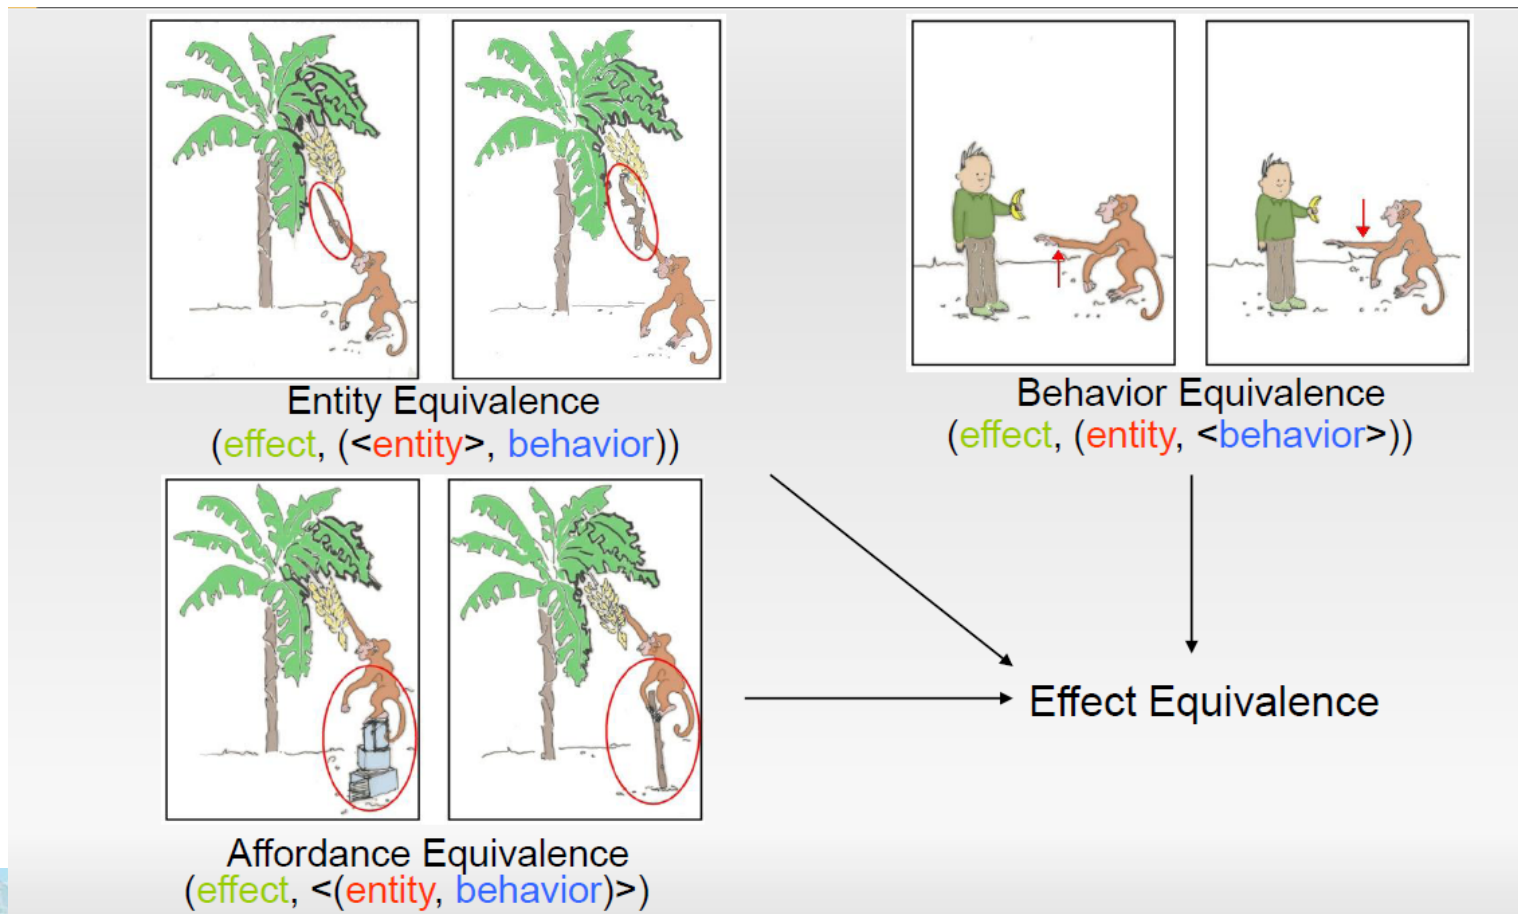 Entity Equivalence
(effect, (<entity>, behavior))
Behavior Equivalence
(effect, (entity, <behavior>))
Affordance Equivalence
(effect, <(entity, behavior)>)
Effect Equivalence